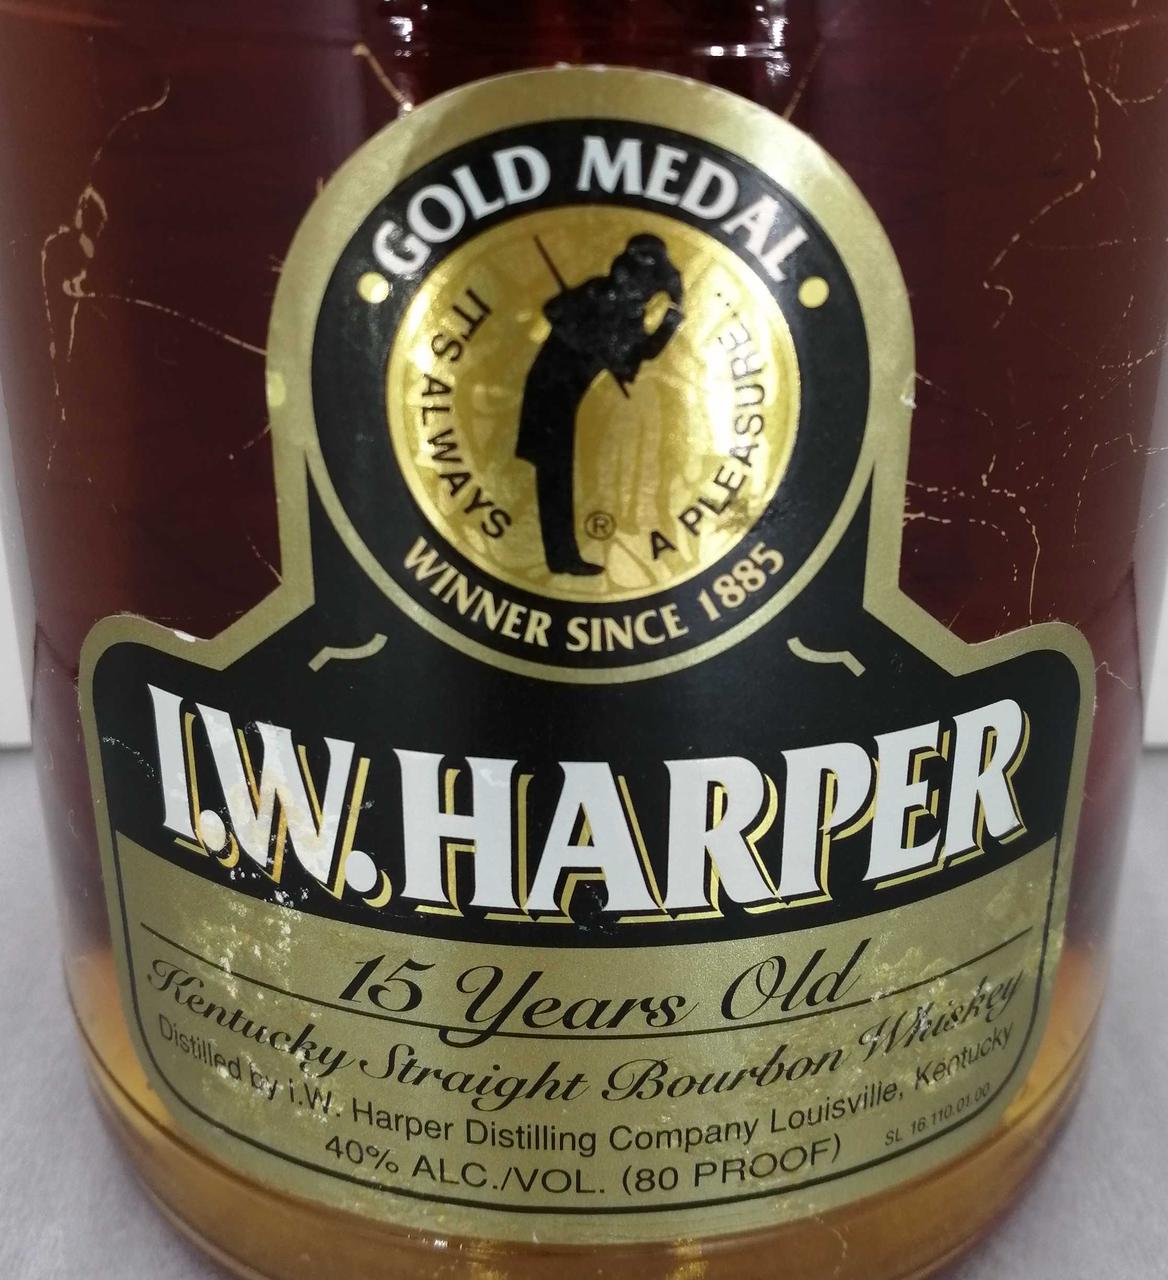 GOLD MEDAL
IT'S ALWAYS
A PLEASURE...
®
WINNER SINCE 1885
I.W. HARPER
15 Years Old
Kentucky Straight Bourbon Whiskey
Distilled by I.W. Harper Distilling Company Louisville, Kentucky
40% ALC./VOL. (80 PROOF)
SL 16.110.01.00